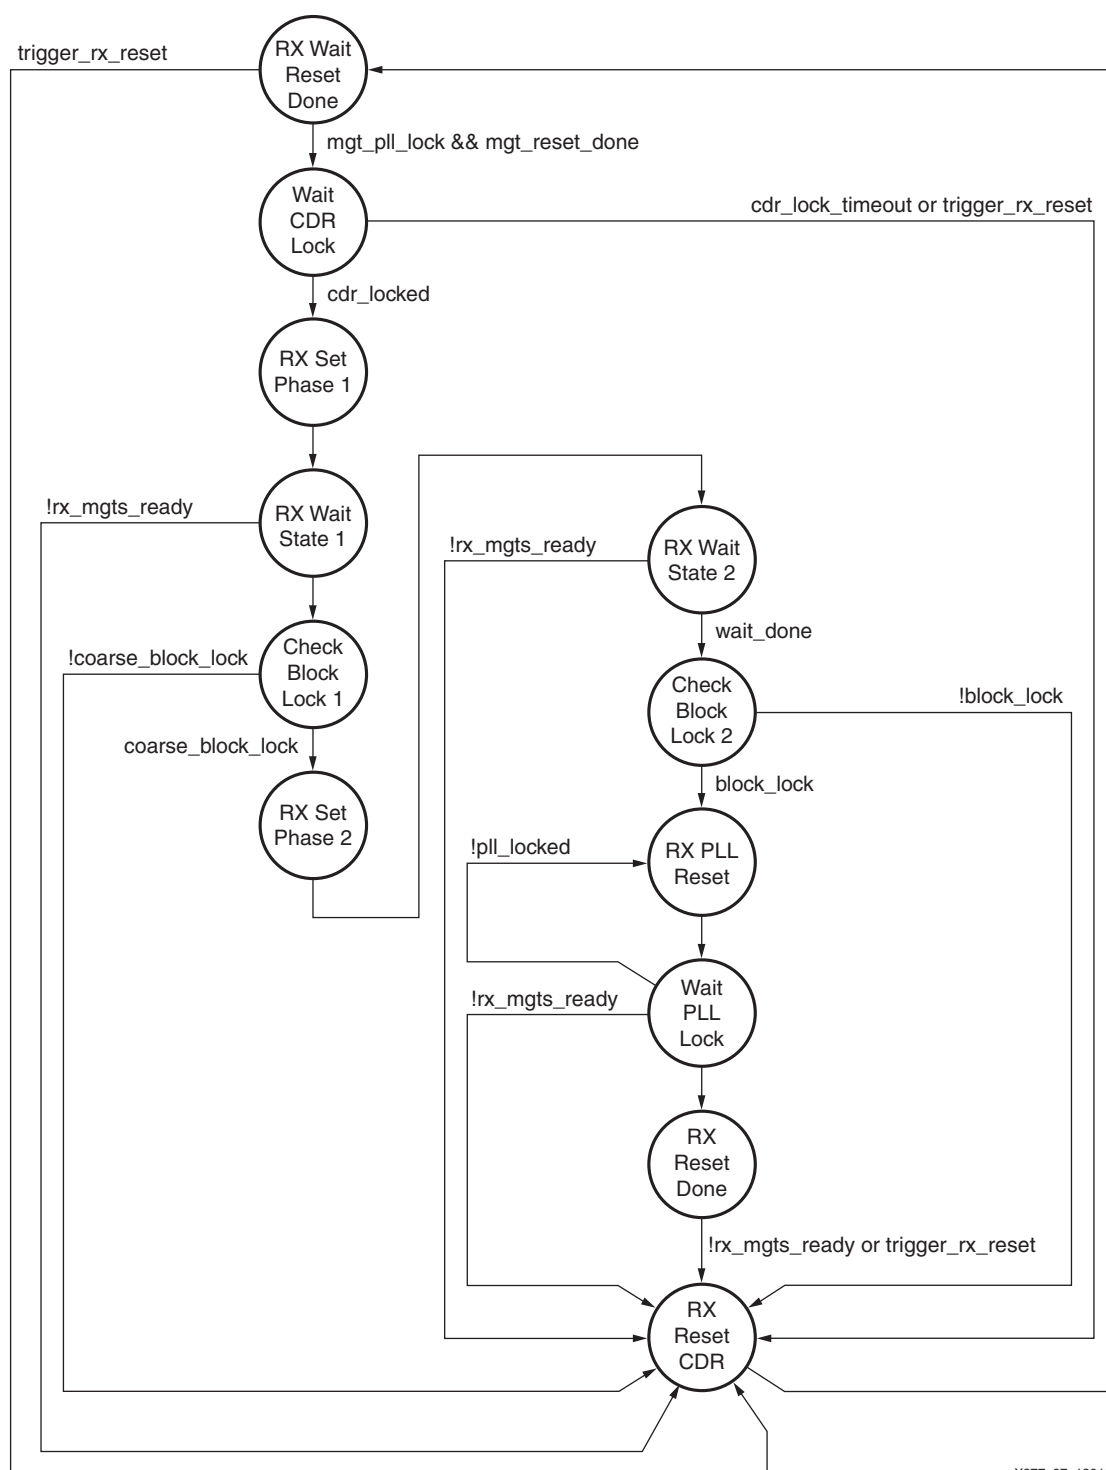 trigger_rx_reset
RX Wait
Reset
Done
mgt_pll_lock && mgt_reset_done
Wait
CDR
Lock
cdr_lock_timeout or trigger_rx_reset
cdr_locked
RX Set
Phase 1
!rx_mgts_ready
RX Wait
State 1
!coarse_block_lock
Check
Block
Lock 1
coarse_block_lock
RX Set
Phase 2
!rx_mgts_ready
RX Wait
State 2
wait_done
Check
Block
Lock 2
!block_lock
block_lock
!pll_locked
RX PLL
Reset
!rx_mgts_ready
Wait
PLL
Lock
RX
Reset
Done
!rx_mgts_ready or trigger_rx_reset
RX
Reset
CDR